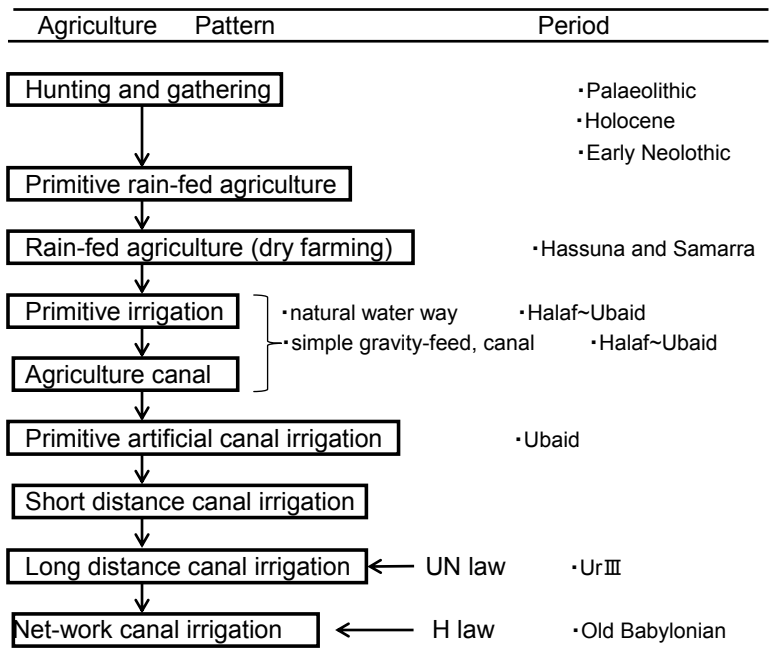 Agriculture Pattern Period
Hunting and gathering ・Palaeolithic
・Holocene
・Early Neolothic
Primitive rain-fed agriculture
Rain-fed agriculture (dry farming) ・Hassuna and Samarra
Primitive irrigation ・natural water way ・Halaf~Ubaid
・simple gravity-feed, canal ・Halaf~Ubaid
Agriculture canal
Primitive artificial canal irrigation ・Ubaid
Short distance canal irrigation
Long distance canal irrigation UN law ・UrⅢ
Net-work canal irrigation H law ・Old Babylonian